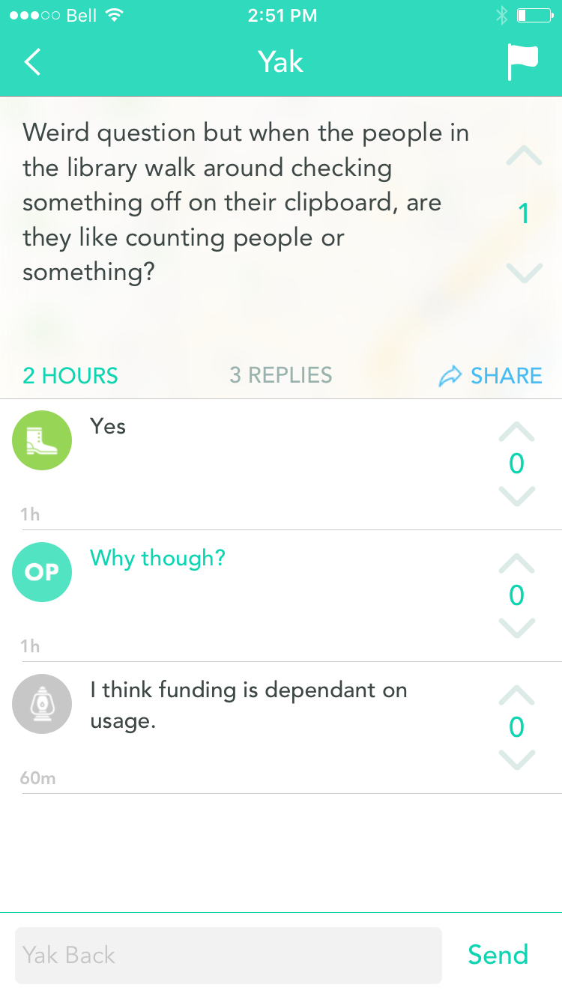 Bell 2:51 PM
Yak
Weird question but when the people in
the library walk around checking
something off on their clipboard, are
they like counting people or
something?
1
2 HOURS 3 REPLIES SHARE
Yes
0
1h
OP Why though?
0
1h
I think funding is dependant on
usage.
0
60m
Yak Back Send